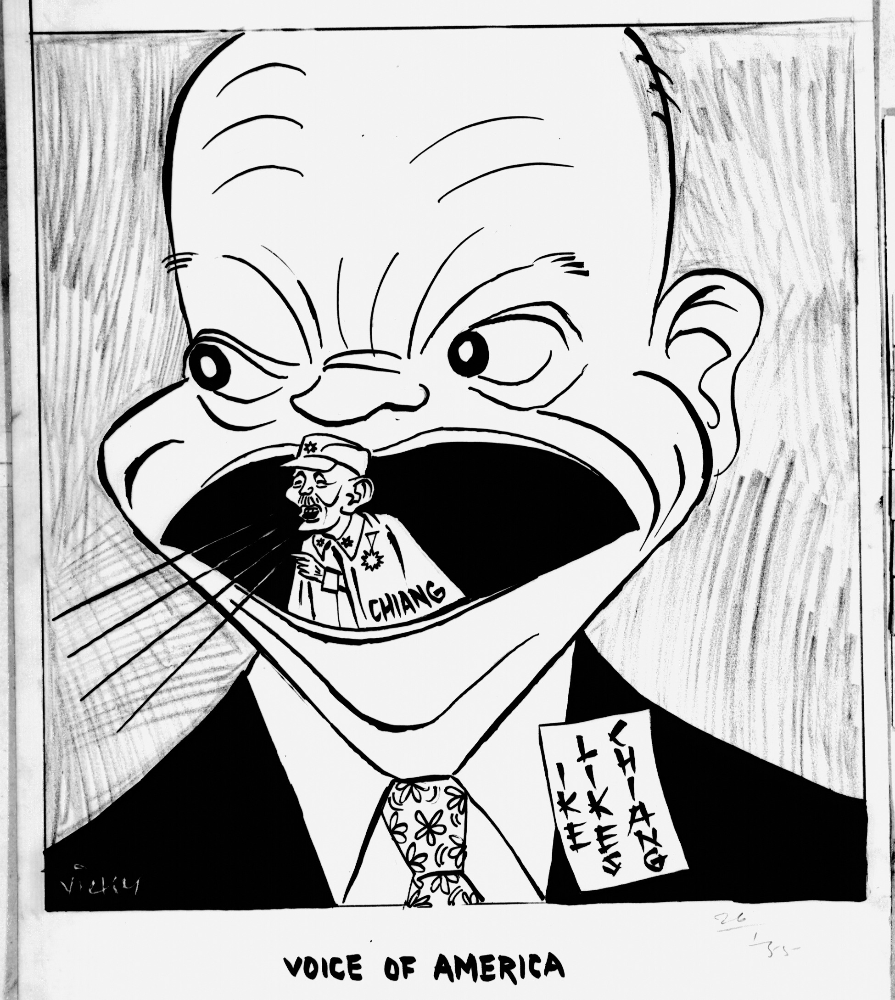 CHIANG
IKE
LIKES
CHIANG
Vicky
26
1/55
VOICE OF AMERICA